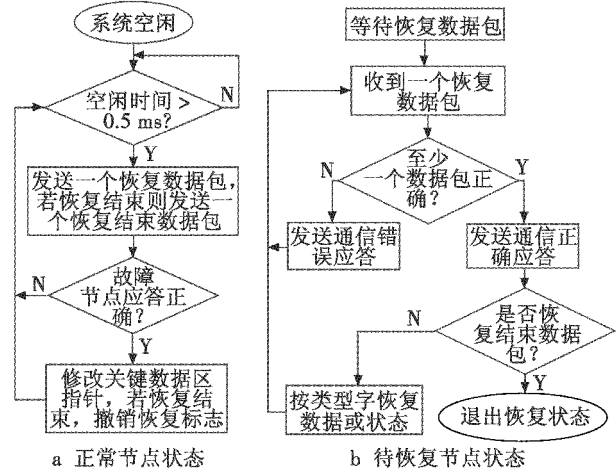 系统空闲
空闲时间 >
0.5 ms?
N
Y
发送一个恢复数据包，
若恢复结束则发送一
个恢复结束数据包
故障
节点应答正
确？
N
Y
修改关键数据区
指针，若恢复结
束，撤销恢复标志
a 正常节点状态
等待恢复数据包
收到一个恢复
数据包
至少
一个数据包正
确？
N
Y
发送通信错
误应答
发送通信正
确应答
是否恢
复结束数据
包？
N
Y
按类型字恢复
数据或状态
退出恢复状态
b 待恢复节点状态